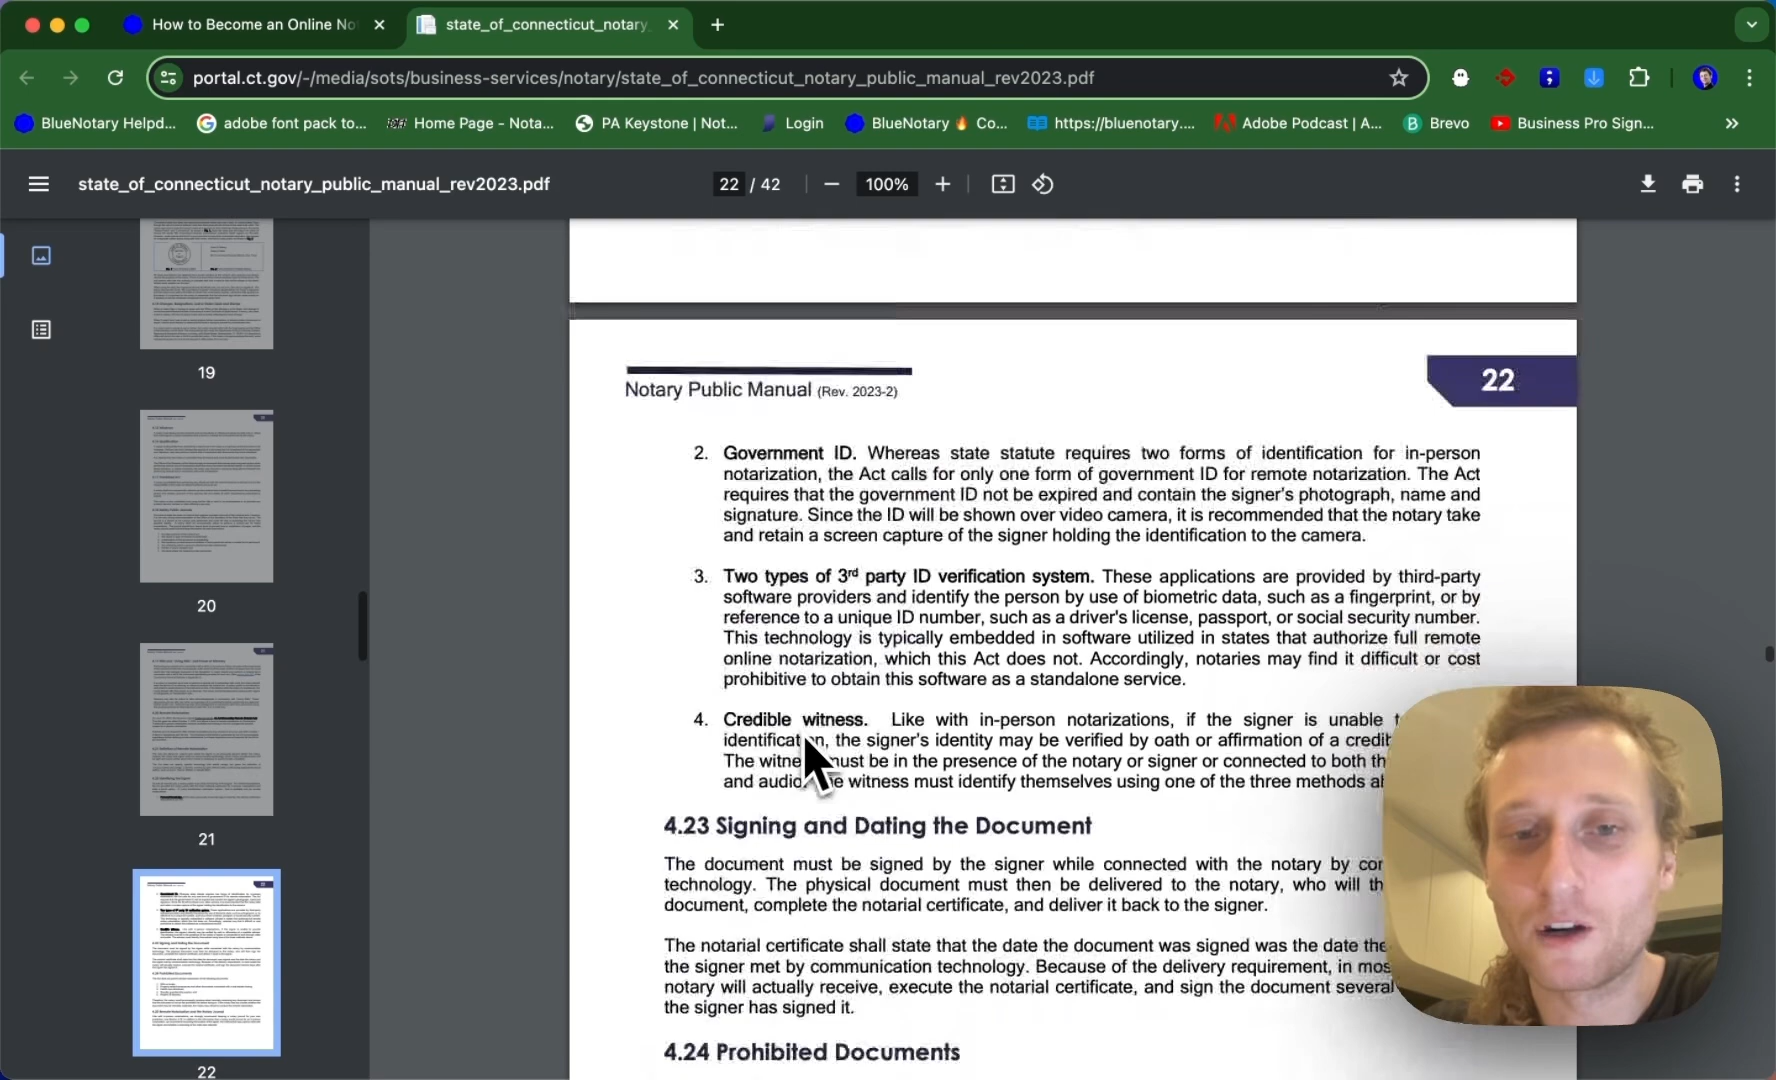 How to Become an Online No
state_of_connecticut_notary_
portal.ct.gov/-/media/sots/business-services/notary/state_of_connecticut_notary_public_manual_rev2023.pdf
BlueNotary Helpd...
adobe font pack to...
Home Page - Nota...
PA Keystone | Not...
Login
BlueNotary 🔥 Co...
https://bluenotary....
Adobe Podcast | A...
Brevo
Business Pro Sign...
state_of_connecticut_notary_public_manual_rev2023.pdf
22 / 42
100%
19
20
21
22
Notary Public Manual (Rev. 2023-2)
22
2. Government ID. Whereas state statute requires two forms of identification for in-person
notarization, the Act calls for only one form of government ID for remote notarization. The Act
requires that the government ID not be expired and contain the signer's photograph, name and
signature. Since the ID will be shown over video camera, it is recommended that the notary take
and retain a screen capture of the signer holding the identification to the camera.
3. Two types of 3rd party ID verification system. These applications are provided by third-party
software providers and identify the person by use of biometric data, such as a fingerprint, or by
reference to a unique ID number, such as a driver's license, passport, or social security number.
This technology is typically embedded in software utilized in states that authorize full remote
online notarization, which this Act does not. Accordingly, notaries may find it difficult or cost
prohibitive to obtain this software as a standalone service.
4. Credible witness. Like with in-person notarizations, if the signer is unable
identification, the signer's identity may be verified by oath or affirmation of a
The must be in the presence of the notary or signer or connected to both
and witness must identify themselves using one of the three methods
4.23 Signing and Dating the Document
The document must be signed by the signer while connected with the notary by
technology. The physical document must then be delivered to the notary, who will
document, complete the notarial certificate, and deliver it back to the signer.
The notarial certificate shall state that the date the document was signed was the date
the signer met by communication technology. Because of the delivery requirement, in
notary will actually receive, execute the notarial certificate, and sign the document several
the signer has signed it.
4.24 Prohibited Documents